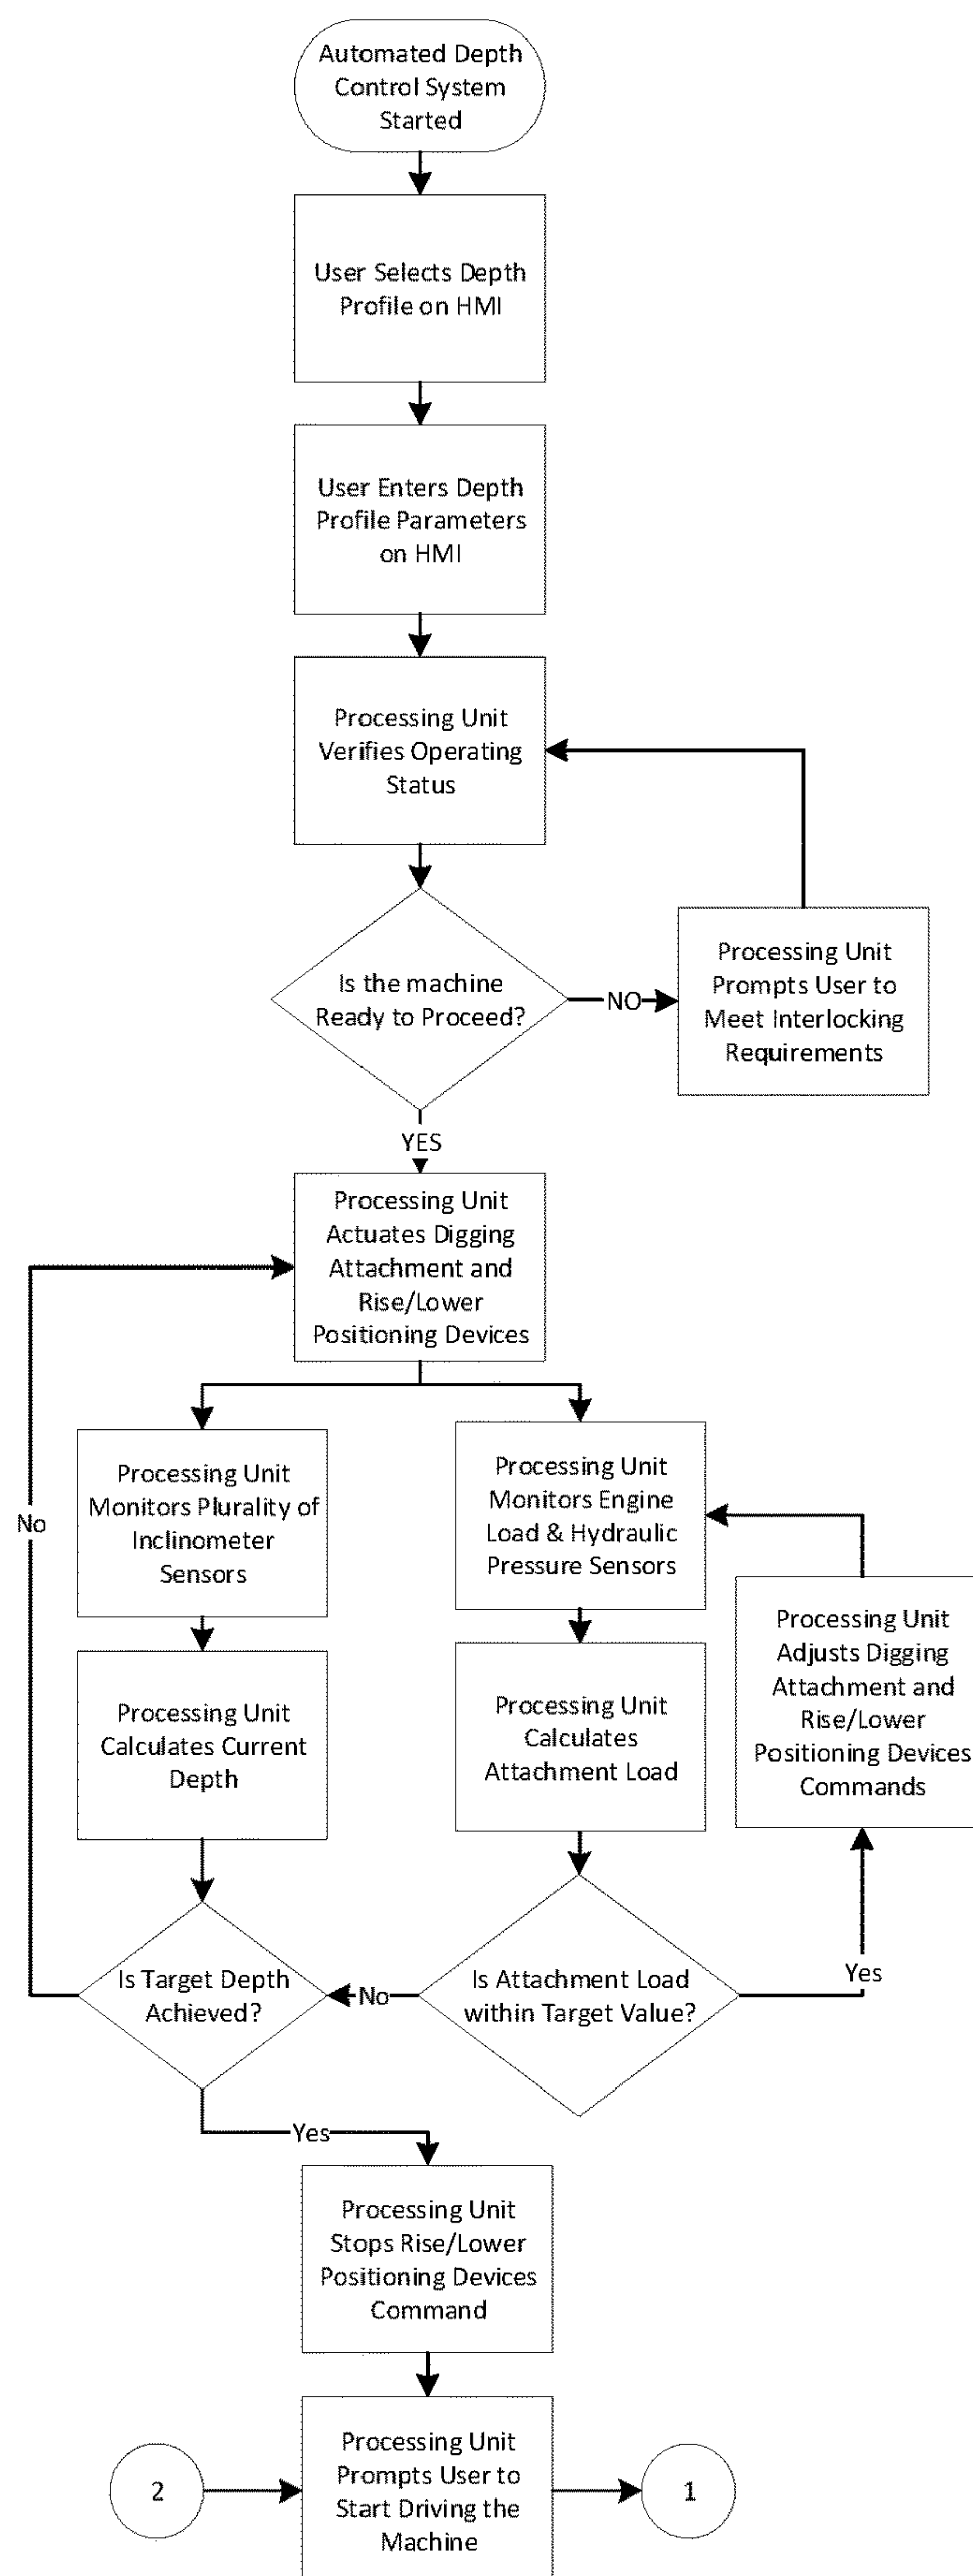 Automated Depth
Control System
Started
User Selects Depth
Profile on HMI
User Enters Depth
Profile Parameters
on HMI
Processing Unit
Verifies Operating
Status
Is the machine
Ready to Proceed?
NO
Processing Unit
Prompts User to
Meet Interlocking
Requirements
YES
Processing Unit
Actuates Digging
Attachment and
Rise/Lower
Positioning Devices
No
Processing Unit
Monitors Plurality of
Inclinometer
Sensors
Processing Unit
Monitors Engine
Load & Hydraulic
Pressure Sensors
Processing Unit
Adjusts Digging
Attachment and
Rise/Lower
Positioning Devices
Commands
Processing Unit
Calculates Current
Depth
Processing Unit
Calculates
Attachment Load
Is Target Depth
Achieved?
No
Is Attachment Load
within Target Value?
Yes
Yes
Processing Unit
Stops Rise/Lower
Positioning Devices
Command
2
Processing Unit
Prompts User to
Start Driving the
Machine
1